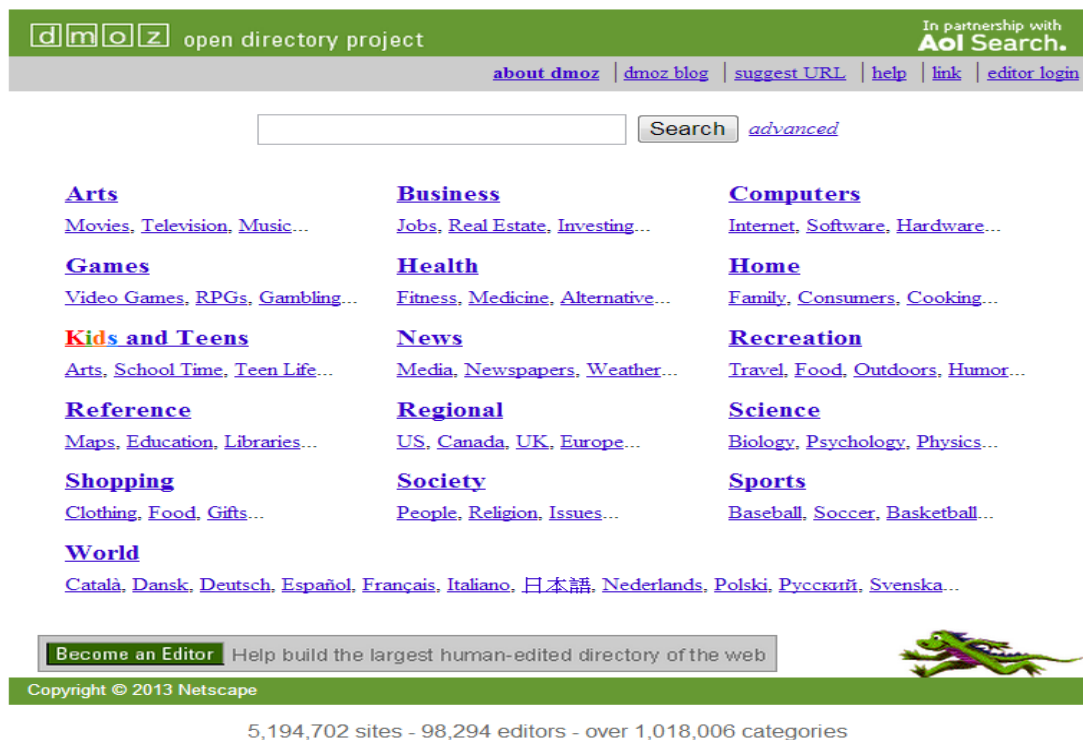 dmoz open directory project
In partnership with
Aol Search.
about dmoz | dmoz blog | suggest URL | help | link | editor login
Search advanced
Arts Business Computers
Movies, Television, Music... Jobs, Real Estate, Investing... Internet, Software, Hardware...
Games Health Home
Video Games, RPGs, Gambling... Fitness, Medicine, Alternative... Family, Consumers, Cooking...
Kids and Teens News Recreation
Arts, School Time, Teen Life... Media, Newspapers, Weather... Travel, Food, Outdoors, Humor...
Reference Regional Science
Maps, Education, Libraries... US, Canada, UK, Europe... Biology, Psychology, Physics...
Shopping Society Sports
Clothing, Food, Gifts... People, Religion, Issues... Baseball, Soccer, Basketball...
World
Català, Dansk, Deutsch, Español, Français, Italiano, 日本語, Nederlands, Polski, Русский, Svenska...
Become an Editor Help build the largest human-edited directory of the web
Copyright © 2013 Netscape
5,194,702 sites - 98,294 editors - over 1,018,006 categories